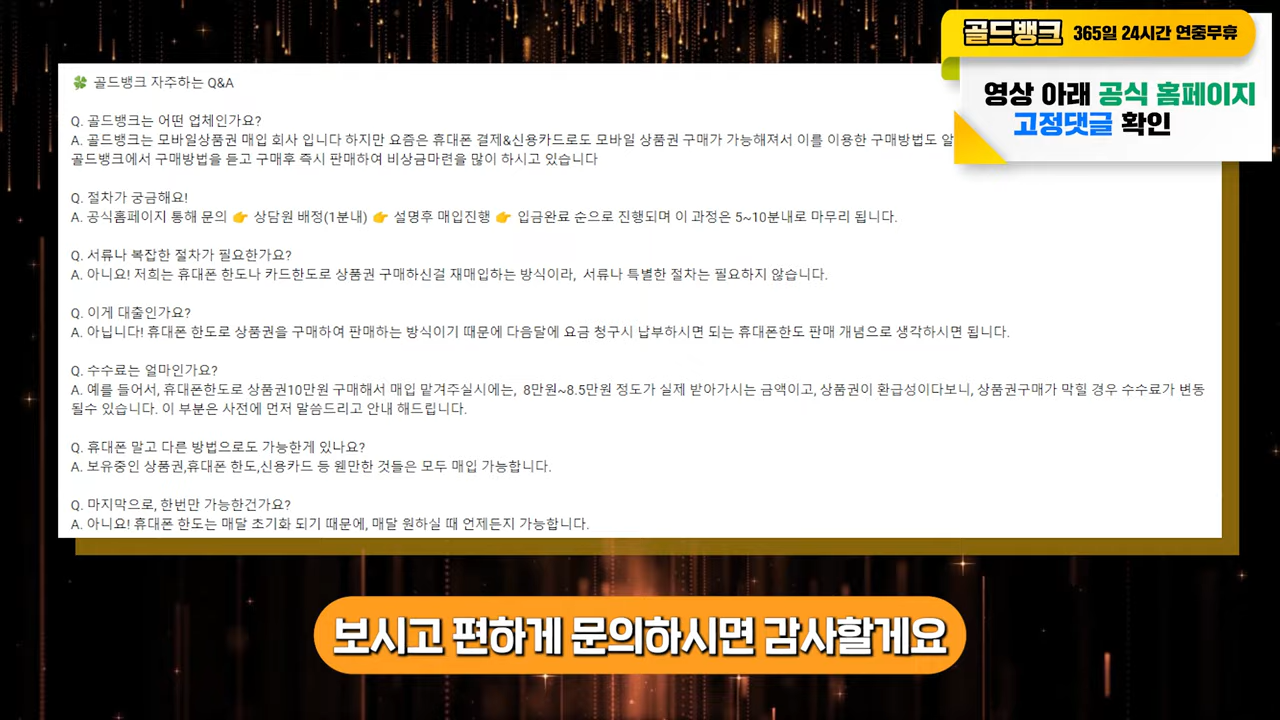 골드뱅크 365일 24시간 연중무휴
영상 아래 공식 홈페이지
고정댓글 확인
골드뱅크 자주하는 Q&A
Q. 골드뱅크는 어떤 업체인가요?
A. 골드뱅크는 모바일상품권 매입 회사 입니다 하지만 요즘은 휴대폰 결제&신용카드로도 모바일 상품권 구매가 가능해져서 이를 이용한 구매방법도 알
골드뱅크에서 구매방법을 듣고 구매후 즉시 판매하여 비상금마련을 많이 하시고 있습니다
Q. 절차가 궁금해요!
A. 공식홈페이지 통해 문의 👉 상담원 배정(1분내) 👉 설명후 매입진행 👉 입금완료 순으로 진행되며 이 과정은 5~10분내로 마무리 됩니다.
Q. 서류나 복잡한 절차가 필요한가요?
A. 아니요! 저희는 휴대폰 한도나 카드한도로 상품권 구매하신걸 재매입하는 방식이라, 서류나 특별한 절차는 필요하지 않습니다.
Q. 이게 대출인가요?
A. 아닙니다! 휴대폰 한도로 상품권을 구매하여 판매하는 방식이기 때문에 다음달에 요금 청구시 납부하시면 되는 휴대폰한도 판매 개념으로 생각하시면 됩니다.
Q. 수수료는 얼마인가요?
A. 예를 들어서, 휴대폰한도로 상품권10만원 구매해서 매입 맡겨주실시에는, 8만원~8.5만원 정도가 실제 받아가시는 금액이고, 상품권이 환급성이다보니, 상품권구매가 막힐 경우 수수료가 변동
될수 있습니다. 이 부분은 사전에 먼저 말씀드리고 안내 해드립니다.
Q. 휴대폰 말고 다른 방법으로도 가능한게 있나요?
A. 보유중인 상품권,휴대폰 한도,신용카드 등 웬만한 것들은 모두 매입 가능합니다.
Q. 마지막으로, 한번만 가능한건가요?
A. 아니요! 휴대폰 한도는 매달 초기화 되기 때문에, 매달 원하실 때 언제든지 가능합니다.
보시고 편하게 문의하시면 감사할게요